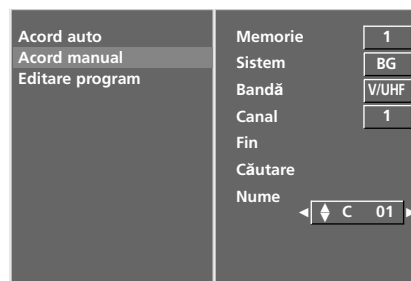 Acord auto
Acord manual
Editare program
Memorie 1
Sistem BG
Bandă V/UHF
Canal 1
Fin
Căutare
Nume
C 01